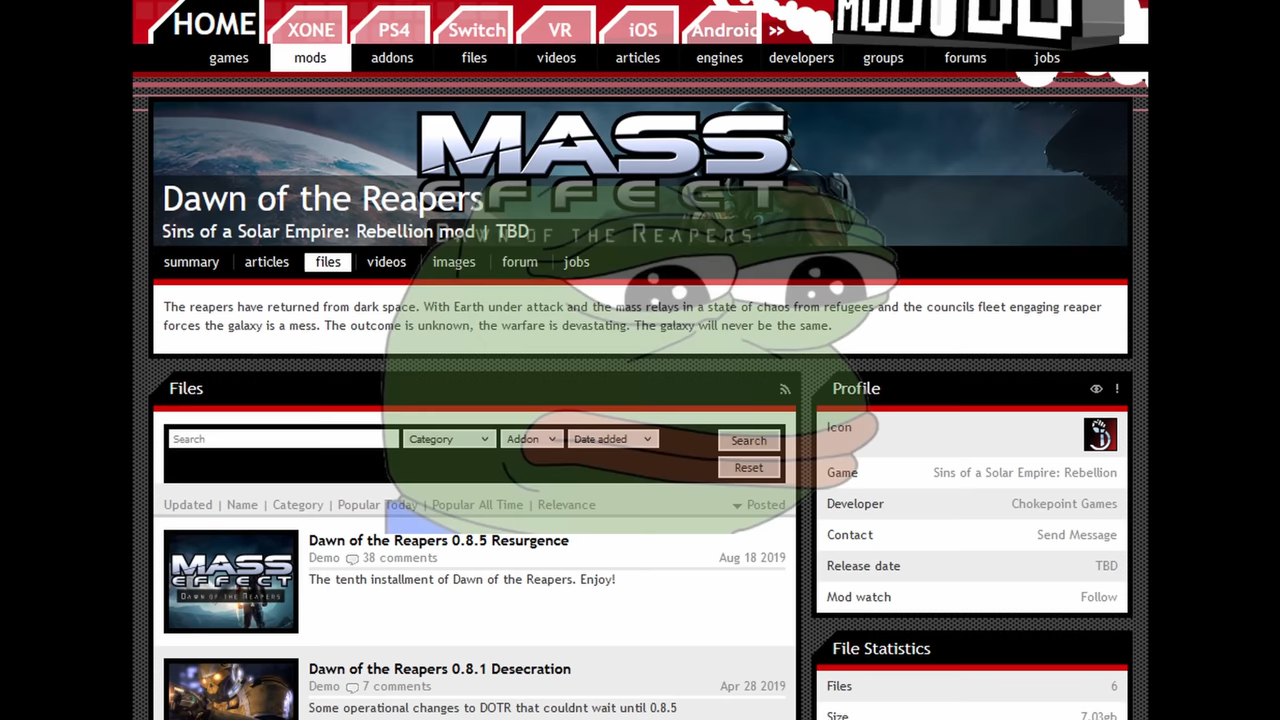 HOME XONE PS4 Switch VR iOS Android >>
games mods addons files videos articles engines developers groups forums jobs
MASS
EFFECT
DAWN OF THE REAPERS
Dawn of the Reapers
Sins of a Solar Empire: Rebellion mod | TBD
summary articles files videos images forum jobs
The reapers have returned from dark space. With Earth under attack and the mass relays in a state of chaos from refugees and the councils fleet engaging reaper
forces the galaxy is a mess. The outcome is unknown, the warfare is devastating. The galaxy will never be the same.
Files
Search Category Addon Date added Search
Reset
Updated | Name | Category | Popular Today | Popular All Time | Relevance Posted
MASS
EFFECT
DAWN OF THE REAPERS
Dawn of the Reapers 0.8.5 Resurgence
Demo 38 comments Aug 18 2019
The tenth installment of Dawn of the Reapers. Enjoy!
Dawn of the Reapers 0.8.1 Desecration
Demo 7 comments Apr 28 2019
Some operational changes to DOTR that couldnt wait until 0.8.5
Profile !
Icon
Game Sins of a Solar Empire: Rebellion
Developer Chokepoint Games
Contact Send Message
Release date TBD
Mod watch Follow
File Statistics
Files 6
Size 7.03gb